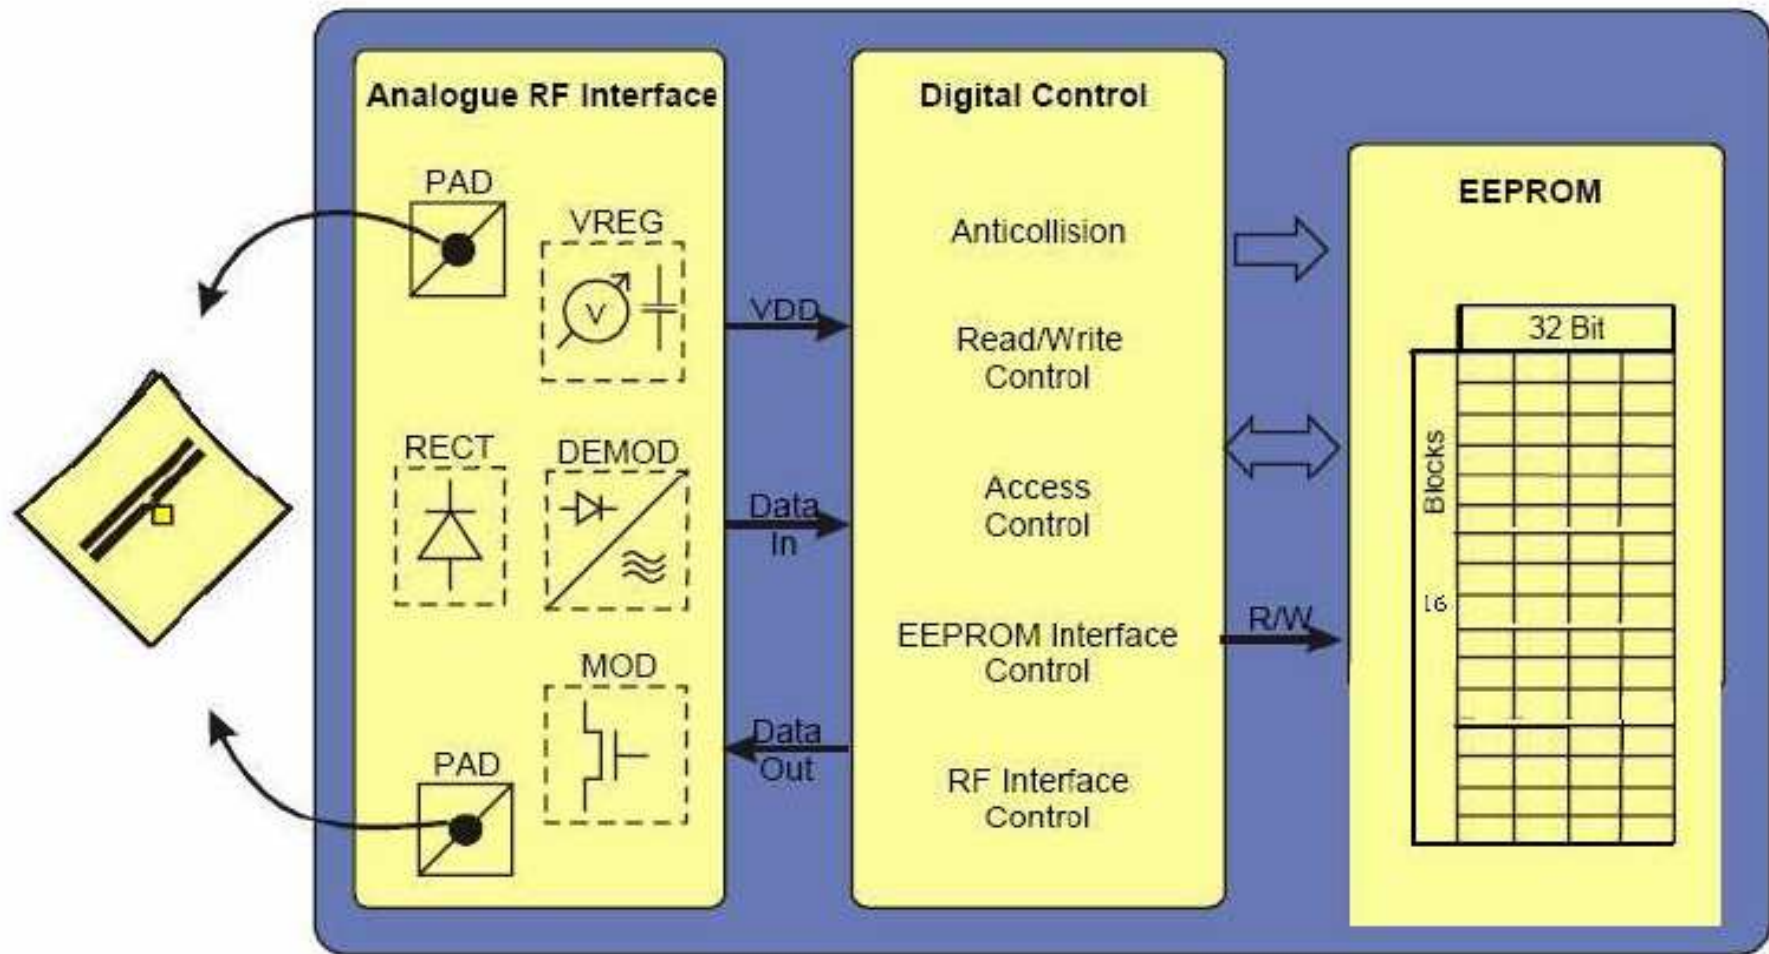 Analogue RF Interface
PAD
VREG
V
RECT
DEMOD
MOD
PAD
VDD
Data
In
Data
Out
Digital Control
Anticollision
Read/Write
Control
Access
Control
EEPROM Interface
Control
RF Interface
Control
R/W
EEPROM
32 Bit
Blocks
16